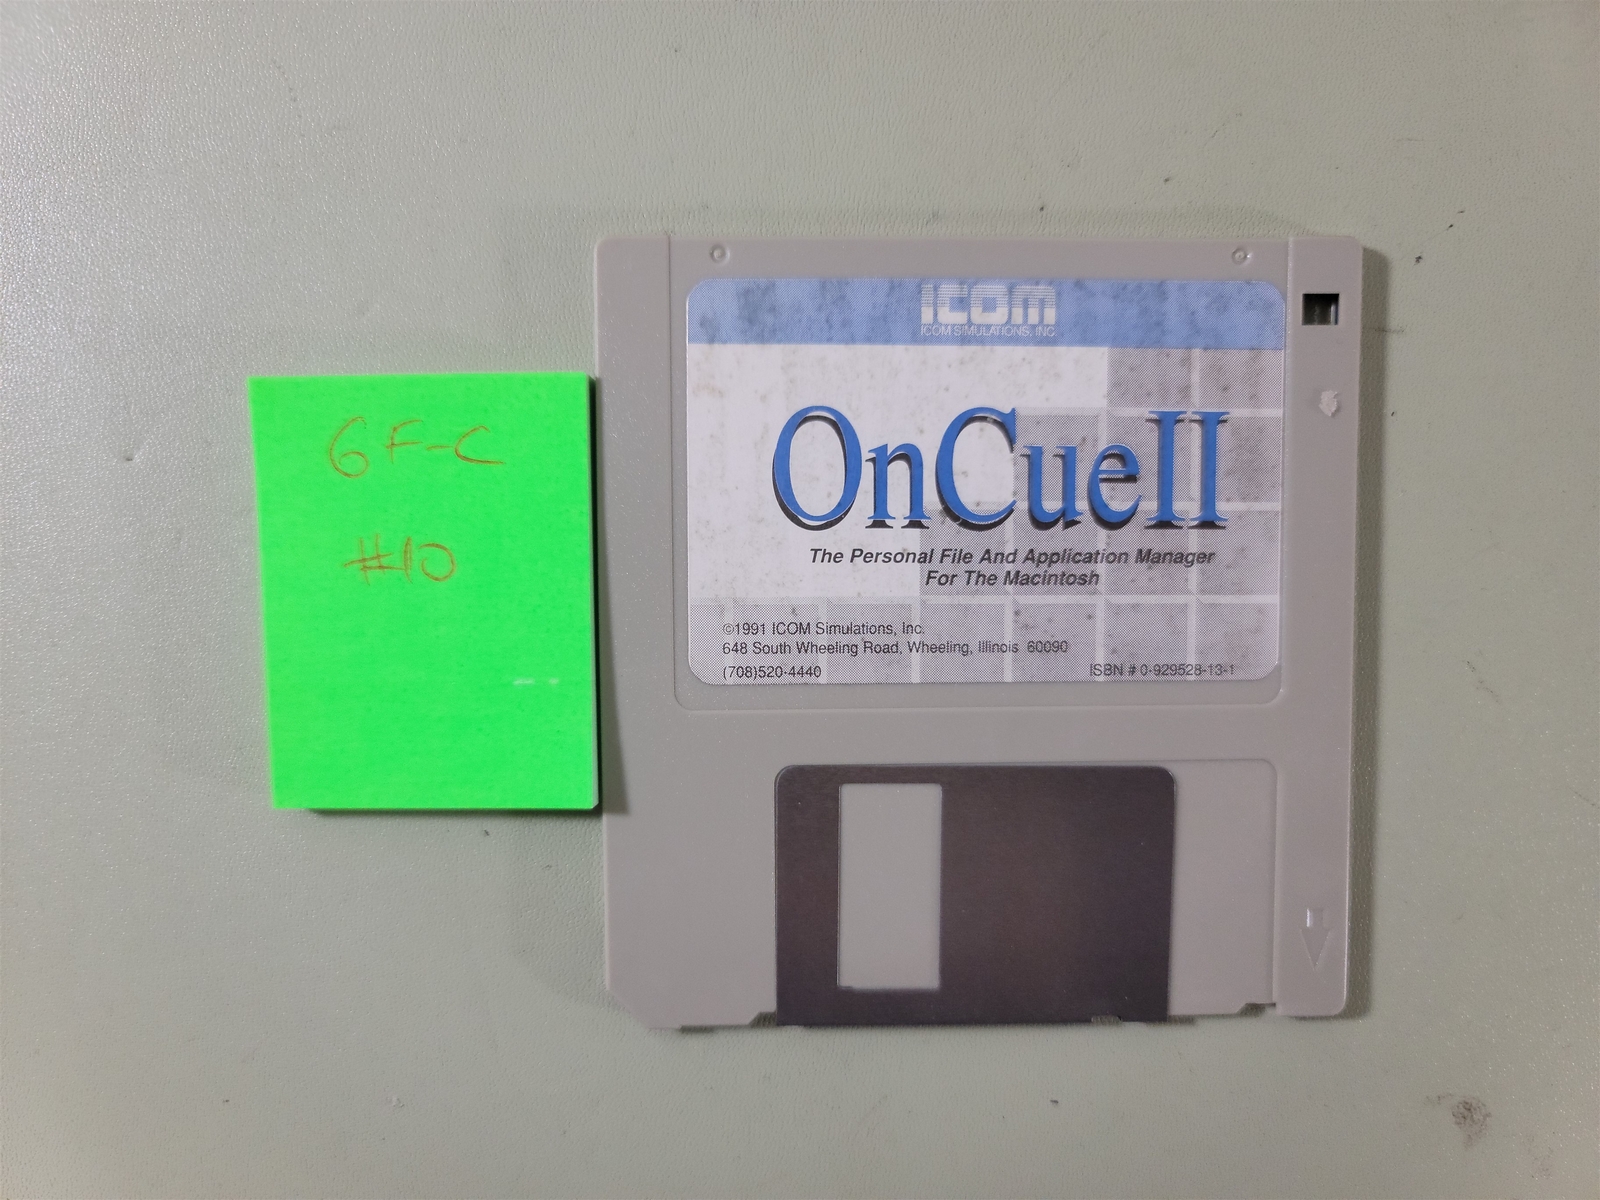 6F-C
#10
ICOM
ICOM SIMULATIONS, INC.
OnCueII
The Personal File And Application Manager
For The Macintosh
©1991 ICOM Simulations, Inc.
648 South Wheeling Road, Wheeling, Illinois 60090
(708)520-4440
ISBN # 0-929528-13-1